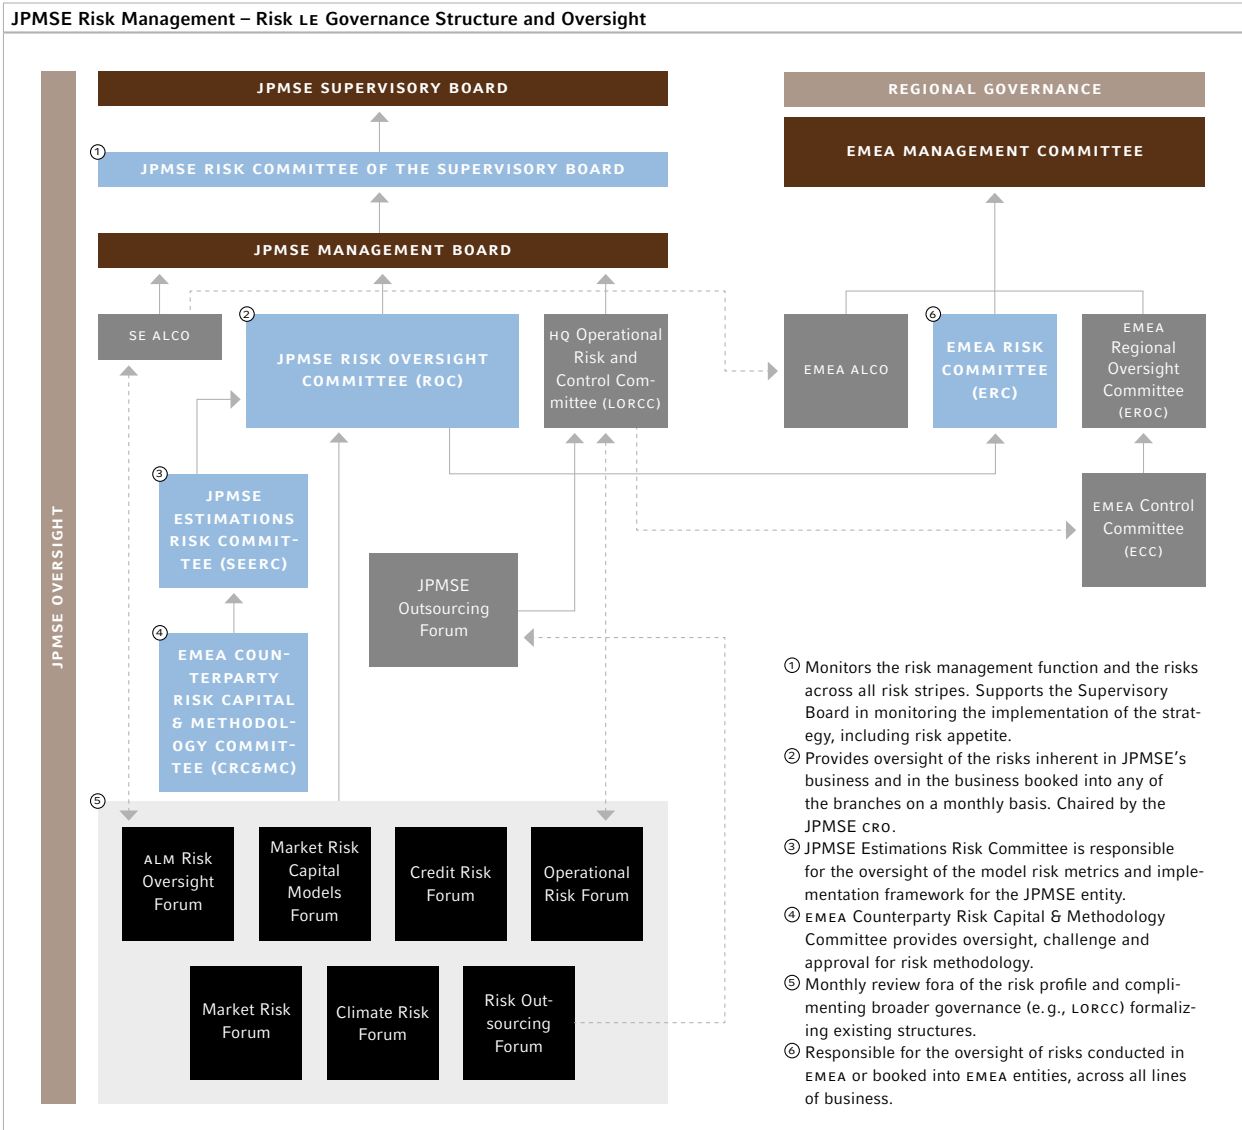 JPMSE Risk Management – Risk LE Governance Structure and Oversight
JPMSE OVERSIGHT
JPMSE SUPERVISORY BOARD
①
JPMSE RISK COMMITTEE OF THE SUPERVISORY BOARD
JPMSE MANAGEMENT BOARD
SE ALCO
②
JPMSE RISK OVERSIGHT
COMMITTEE (ROC)
HQ Operational
Risk and
Control Com-
mittee (LORCC)
③
JPMSE
ESTIMATIONS
RISK COMMIT-
TEE (SEERC)
④
EMEA COUN-
TERPARTY
RISK CAPITAL
& METHODOL-
OGY COMMIT-
TEE (CRC&MC)
JPMSE
Outsourcing
Forum
⑤
ALM Risk
Oversight
Forum
Market Risk
Capital
Models
Forum
Credit Risk
Forum
Operational
Risk Forum
Market Risk
Forum
Climate Risk
Forum
Risk Out-
sourcing
Forum
REGIONAL GOVERNANCE
EMEA MANAGEMENT COMMITTEE
EMEA ALCO
⑥
EMEA RISK
COMMITTEE
(ERC)
EMEA
Regional
Oversight
Committee
(EROC)
EMEA Control
Committee
(ECC)
① Monitors the risk management function and the risks
across all risk stripes. Supports the Supervisory
Board in monitoring the implementation of the strat-
egy, including risk appetite.
② Provides oversight of the risks inherent in JPMSE’s
business and in the business booked into any of
the branches on a monthly basis. Chaired by the
JPMSE CRO.
③ JPMSE Estimations Risk Committee is responsible
for the oversight of the model risk metrics and imple-
mentation framework for the JPMSE entity.
④ EMEA Counterparty Risk Capital & Methodology
Committee provides oversight, challenge and
approval for risk methodology.
⑤ Monthly review fora of the risk profile and compli-
menting broader governance (e.g., LORCC) formaliz-
ing existing structures.
⑥ Responsible for the oversight of risks conducted in
EMEA or booked into EMEA entities, across all lines
of business.